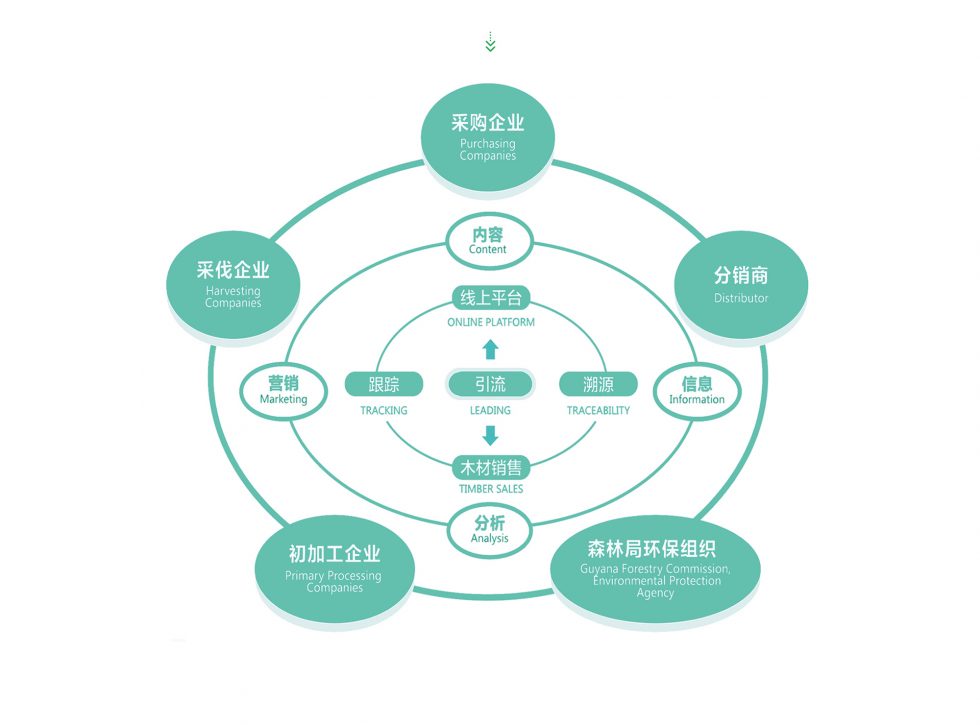 采购企业
Purchasing
Companies
采伐企业
Harvesting
Companies
分销商
Distributor
内容
Content
线上平台
ONLINE PLATFORM
营销
Marketing
跟踪
TRACKING
引流
LEADING
溯源
TRACEABILITY
信息
Information
木材销售
TIMBER SALES
分析
Analysis
初加工企业
Primary Processing
Companies
森林局环保组织
Guyana Forestry Commission,
Environmental Protection
Agency